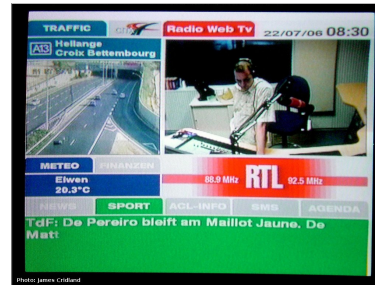 TRAFFIC
Radio Web Tv
22/07/06 08:30
A13 Hellange
Croix Bettembourg
METEO
FINANZEN
Elwen
20.3°C
88.9 MHz RTL 92.5 MHz
NEWS
SPORT
ACL-INFO
SMS
AGENDA
TdF: De Pereiro bleift am Maillot Jaune. De
Matt
Photo: James Cridland